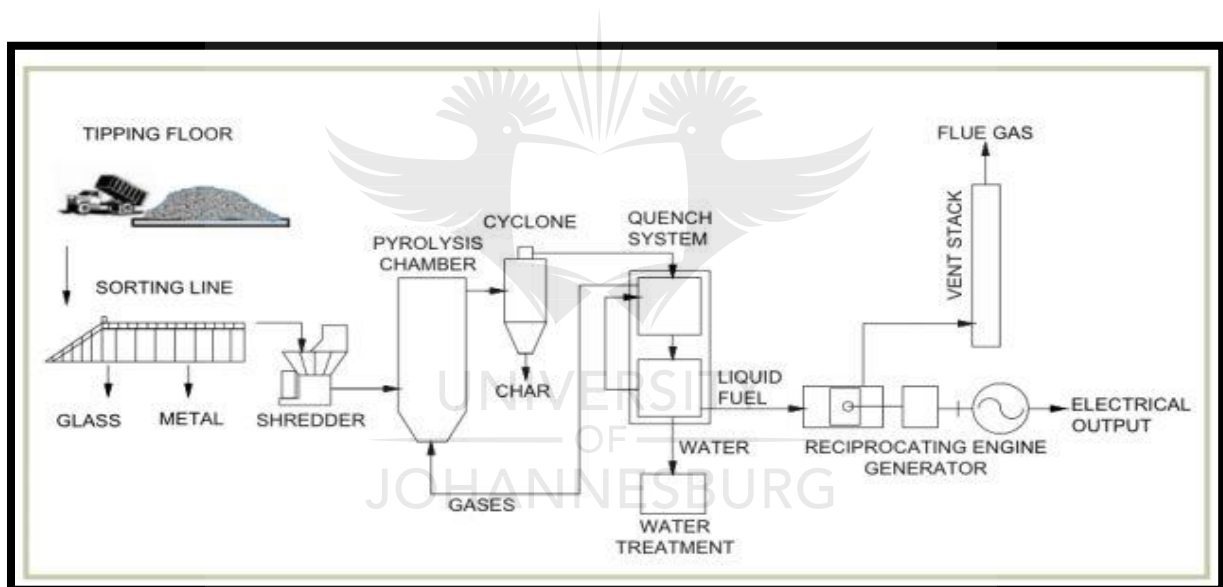 TIPPING FLOOR
SORTING LINE
GLASS
METAL
SHREDDER
PYROLYSIS
CHAMBER
CYCLONE
CHAR
QUENCH
SYSTEM
GASES
LIQUID
FUEL
WATER
WATER
TREATMENT
FLUE GAS
VENT STACK
RECIPROCATING ENGINE
GENERATOR
ELECTRICAL
OUTPUT
UNIVERSITY
OF
JOHANNESBURG